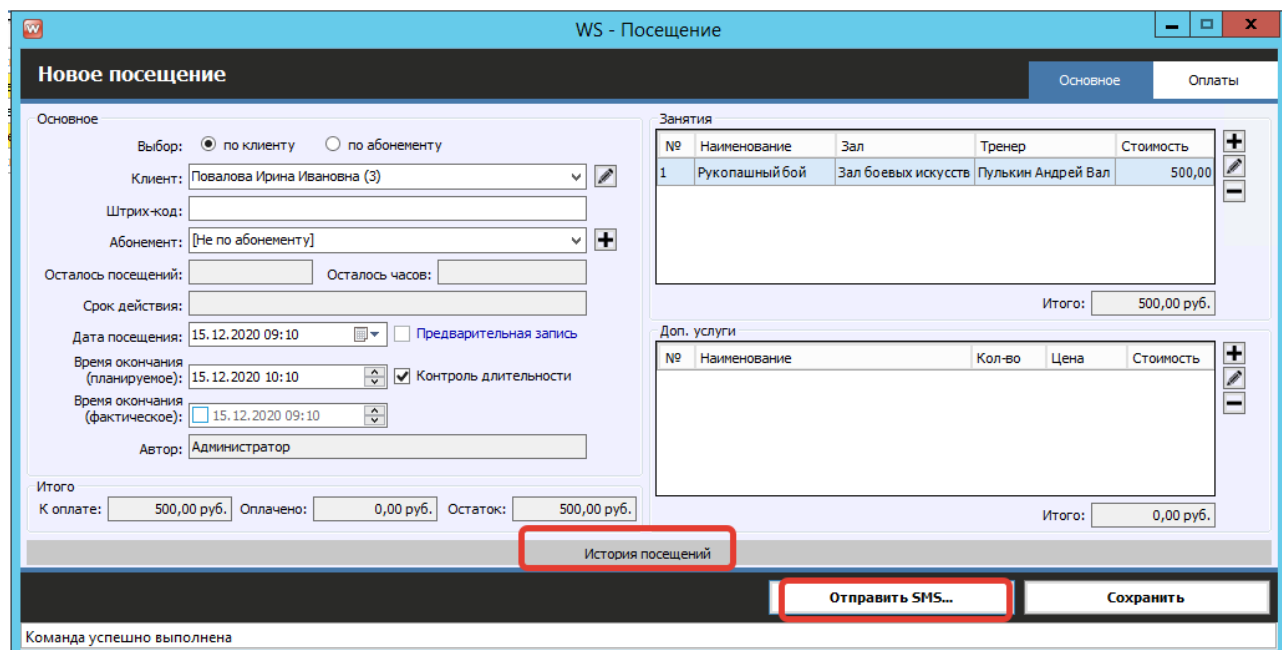 WS - Посещение
Новое посещение
Основное
Оплаты
Основное
Выбор: по клиенту по абонементу
Клиент: Повалова Ирина Ивановна (3)
Штрих-код:
Абонемент: [Не по абонементу]
Осталось посещений: Осталось часов:
Срок действия:
Дата посещения: 15.12.2020 09:10 Предварительная запись
Время окончания
(планируемое): 15.12.2020 10:10 Контроль длительности
Время окончания
(фактическое): 15.12.2020 09:10
Автор: Администратор
Итого
К оплате: 500,00 руб. Оплачено: 0,00 руб. Остаток: 500,00 руб.
Занятия
№ Наименование Зал Тренер Стоимость
1 Рукопашный бой Зал боевых искусств Пулькин Андрей Вал 500,00
Итого: 500,00 руб.
Доп. услуги
№ Наименование Кол-во Цена Стоимость
Итого: 0,00 руб.
История посещений
Отправить SMS...
Сохранить
Команда успешно выполнена